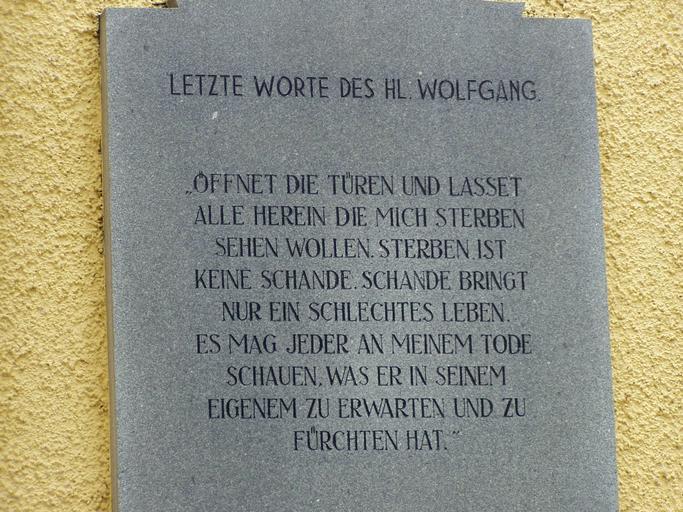 LETZTE WORTE DES HL. WOLFGANG.
„ÖFFNET DIE TÜREN UND LASSET
ALLE HEREIN DIE MICH STERBEN
SEHEN WOLLEN. STERBEN IST
KEINE SCHANDE. SCHANDE BRINGT
NUR EIN SCHLECHTES LEBEN.
ES MAG JEDER AN MEINEM TODE
SCHAUEN, WAS ER IN SEINEM
EIGENEM ZU ERWARTEN UND ZU
FÜRCHTEN HAT.“